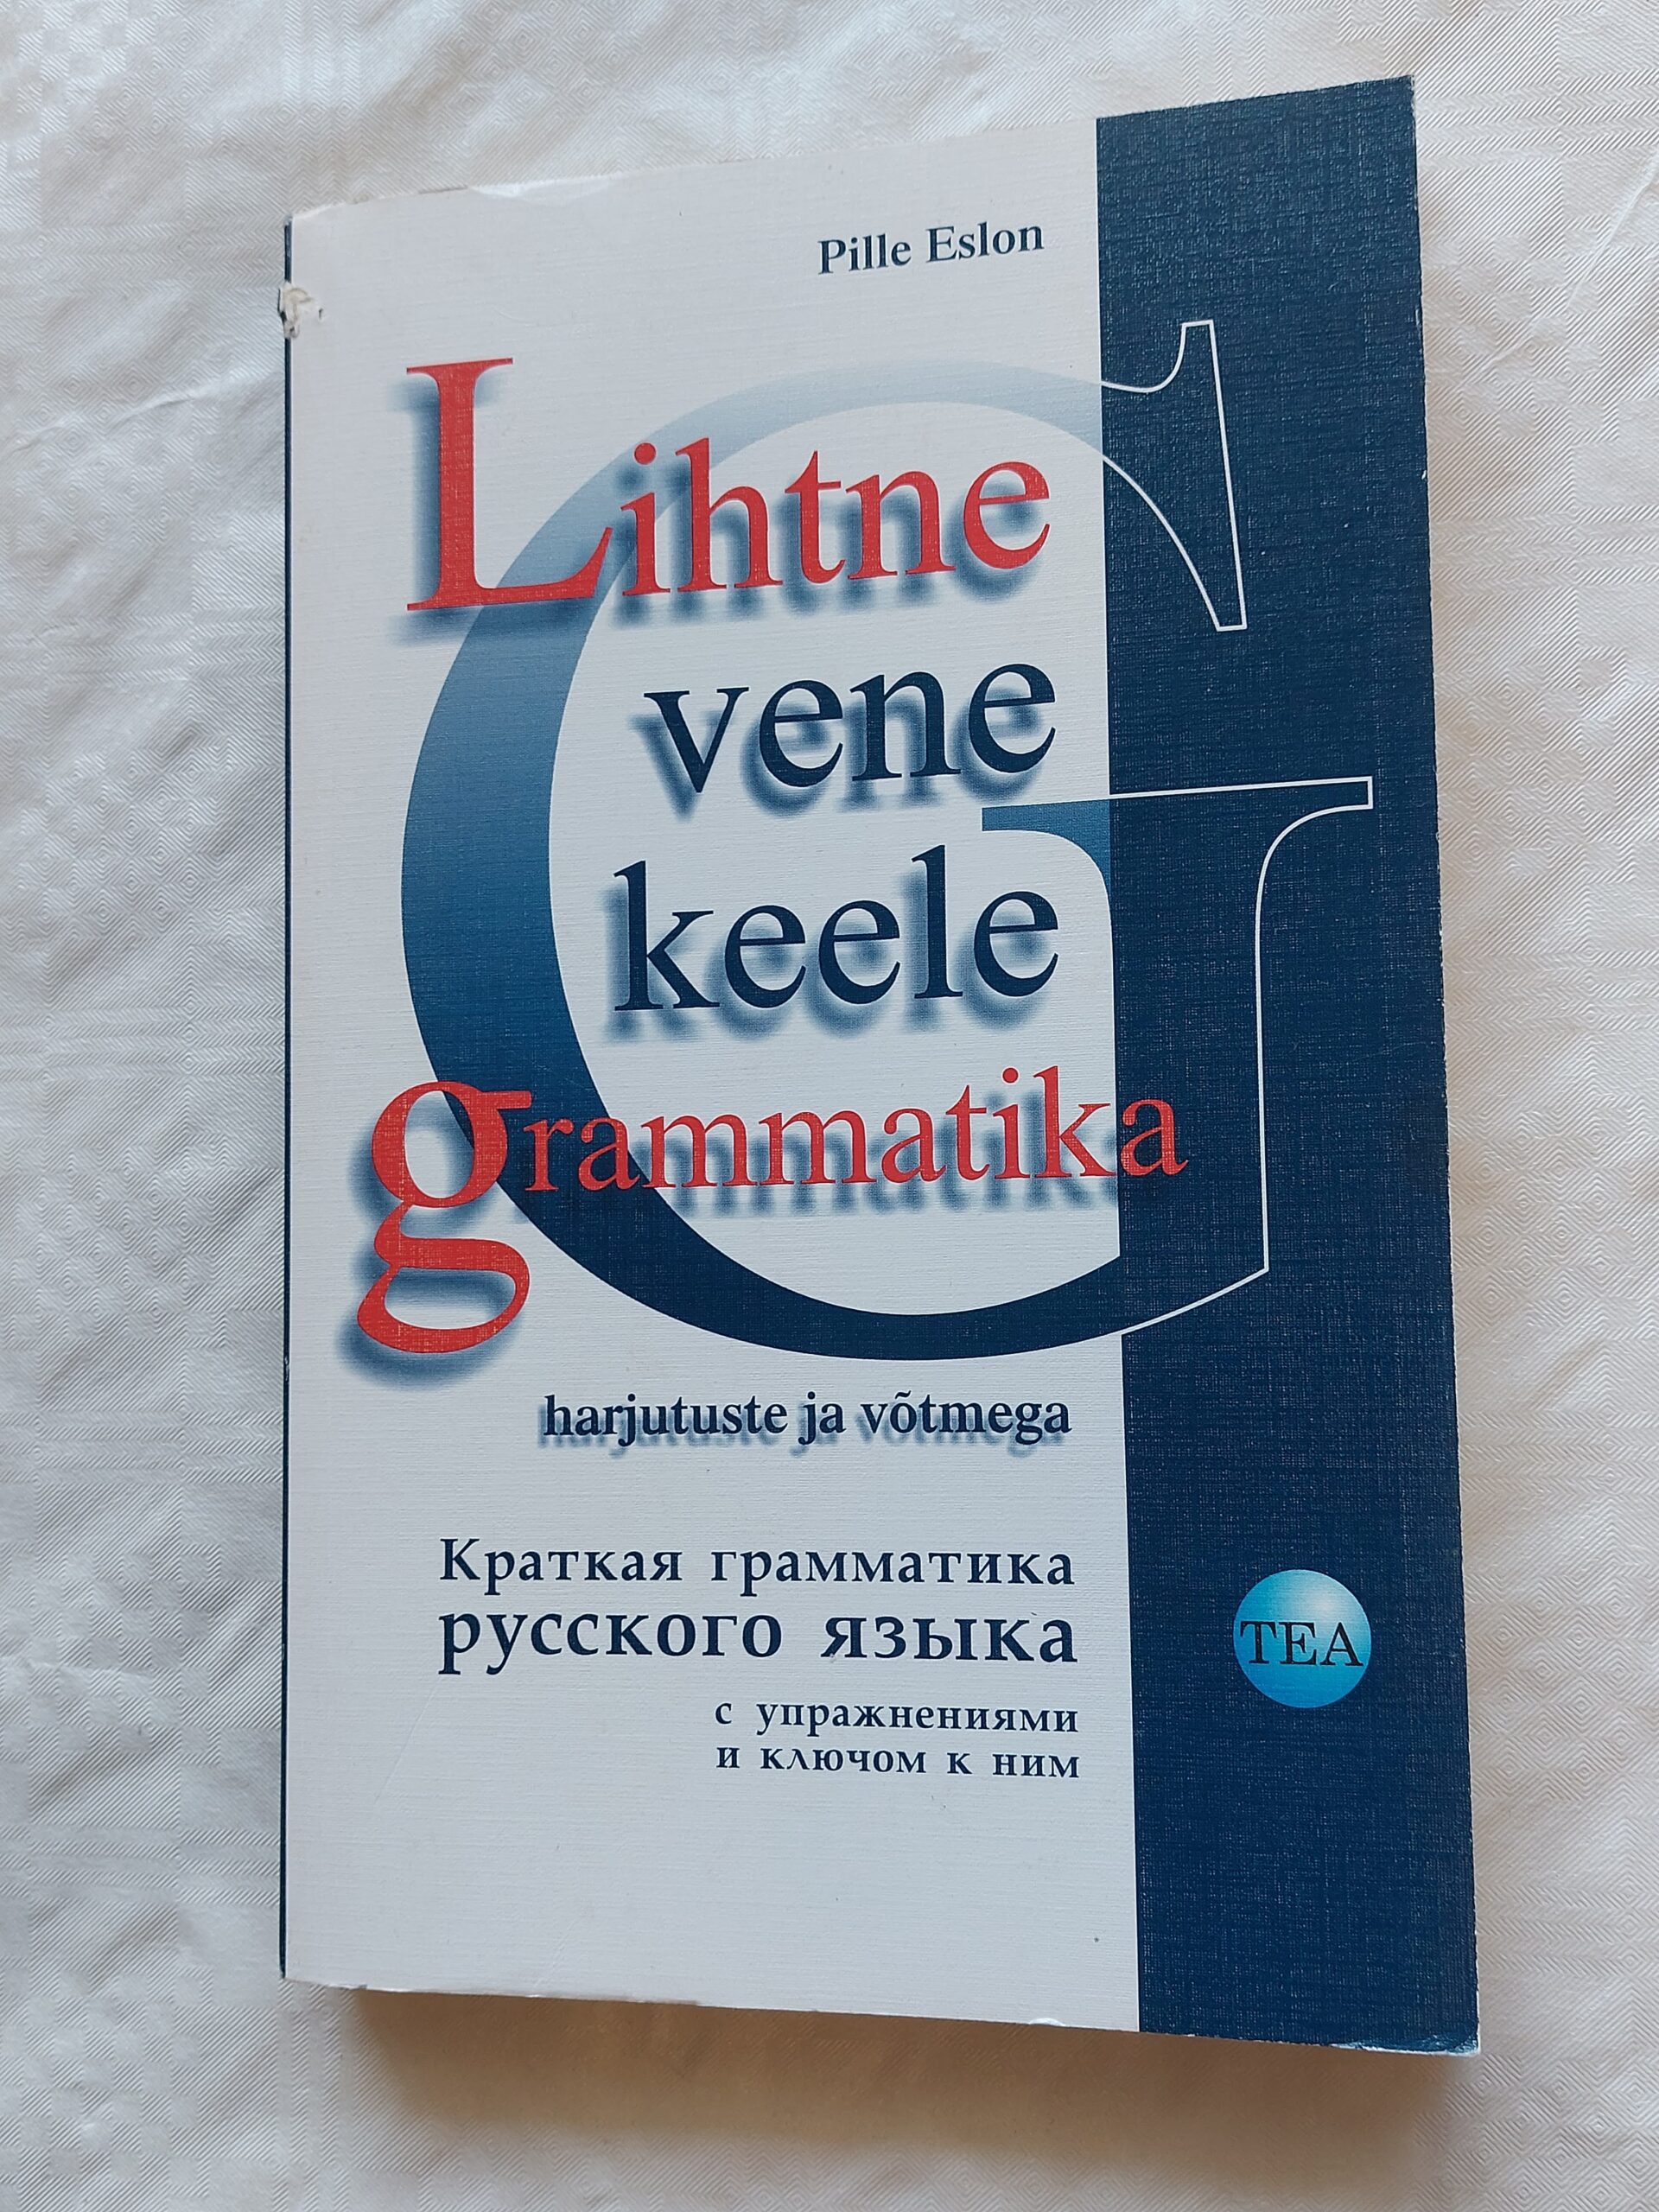 Pille Eslon
Lihtne
vene
keele
grammatika
harjutuste ja võtmega
Краткая грамматика
русского языка
с упражнениями
и ключом к ним
TEA